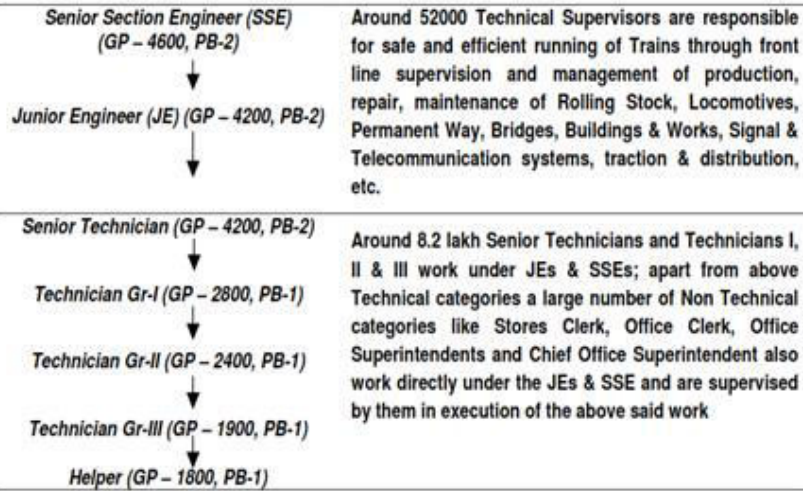 Senior Section Engineer (SSE)
(GP – 4600, PB-2)
Junior Engineer (JE) (GP – 4200, PB-2)
Around 52000 Technical Supervisors are responsible
for safe and efficient running of Trains through front
line supervision and management of production,
repair, maintenance of Rolling Stock, Locomotives,
Permanent Way, Bridges, Buildings & Works, Signal &
Telecommunication systems, traction & distribution,
etc.
Senior Technician (GP – 4200, PB-2)
Technician Gr-I (GP – 2800, PB-1)
Technician Gr-II (GP – 2400, PB-1)
Technician Gr-III (GP – 1900, PB-1)
Helper (GP – 1800, PB-1)
Around 8.2 lakh Senior Technicians and Technicians I,
II & III work under JEs & SSEs; apart from above
Technical categories a large number of Non Technical
categories like Stores Clerk, Office Clerk, Office
Superintendents and Chief Office Superintendent also
work directly under the JEs & SSE and are supervised
by them in execution of the above said work